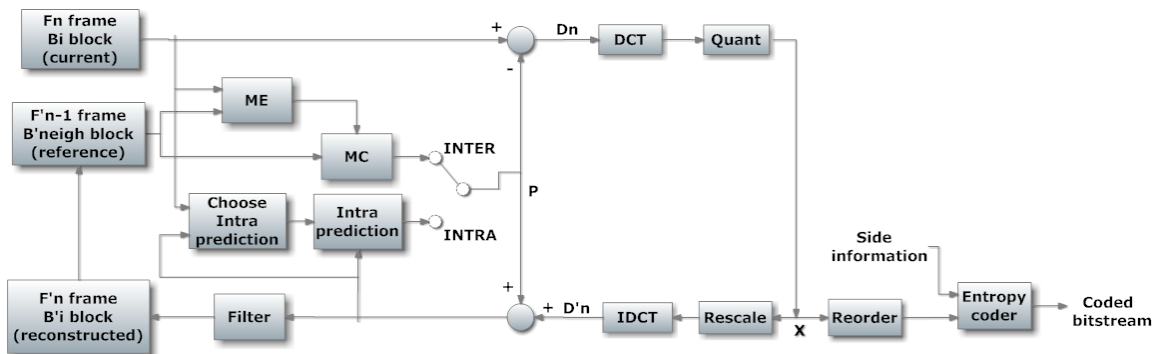 Fn frame
Bi block
(current)
+
Dn
DCT
Quant
-
ME
F'n-1 frame
B'neigh block
(reference)
MC
INTER
P
Choose
Intra
prediction
Intra
prediction
INTRA
Side
information
F'n frame
B'i block
(reconstructed)
Filter
+
+
D'n
IDCT
Rescale
X
Reorder
Entropy
coder
Coded
bitstream